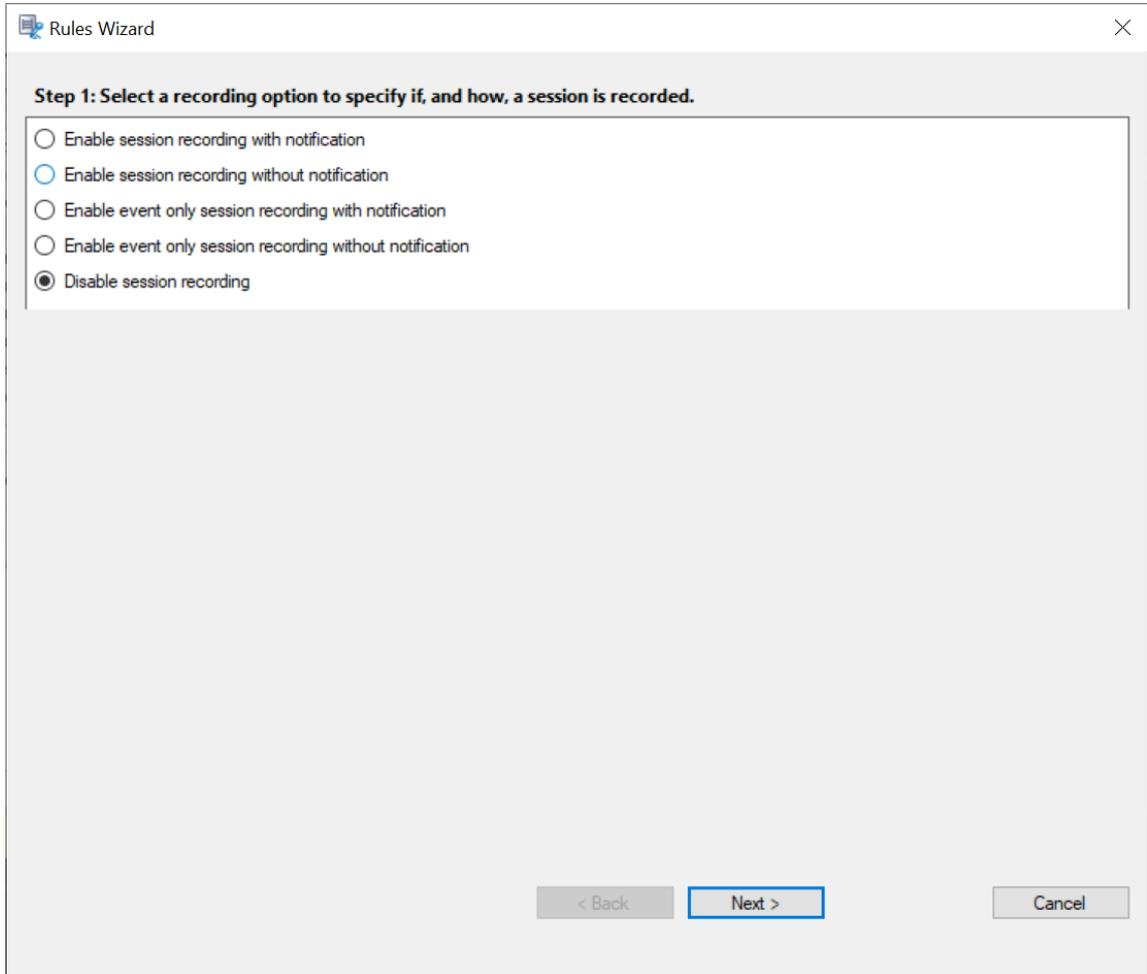 Rules Wizard
Step 1: Select a recording option to specify if, and how, a session is recorded.
Enable session recording with notification
Enable session recording without notification
Enable event only session recording with notification
Enable event only session recording without notification
Disable session recording
< Back Next > Cancel